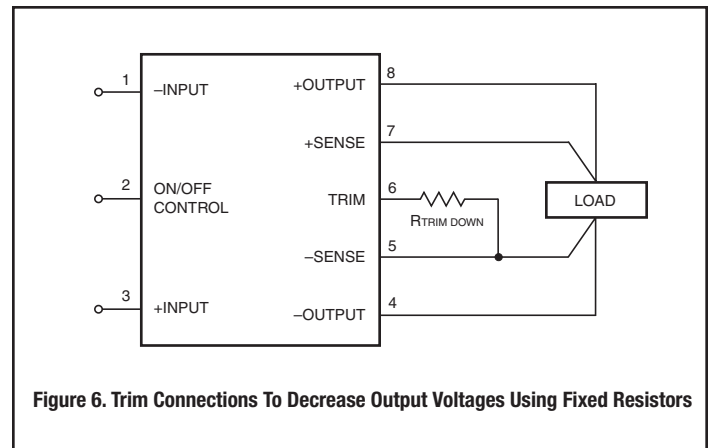 1 –INPUT
+OUTPUT 8
+SENSE 7
2 ON/OFF
CONTROL
TRIM 6
RTRIM DOWN
LOAD
–SENSE 5
3 +INPUT
–OUTPUT 4
Figure 6. Trim Connections To Decrease Output Voltages Using Fixed Resistors